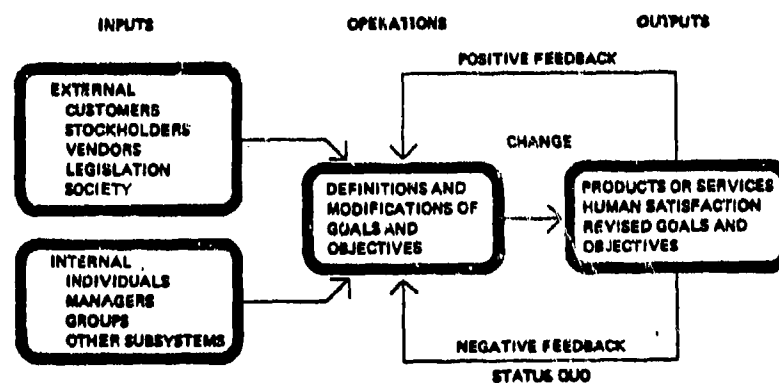 INPUTS
OPERATIONS
OUTPUTS
POSITIVE FEEDBACK
EXTERNAL
CUSTOMERS
STOCKHOLDERS
VENDORS
LEGISLATION
SOCIETY
CHANGE
DEFINITIONS AND
MODIFICATIONS OF
GOALS AND
OBJECTIVES
PRODUCTS OR SERVICES
HUMAN SATISFACTION
REVISED GOALS AND
OBJECTIVES
INTERNAL
INDIVIDUALS
MANAGERS
GROUPS
OTHER SUBSYSTEMS
NEGATIVE FEEDBACK
STATUS QUO